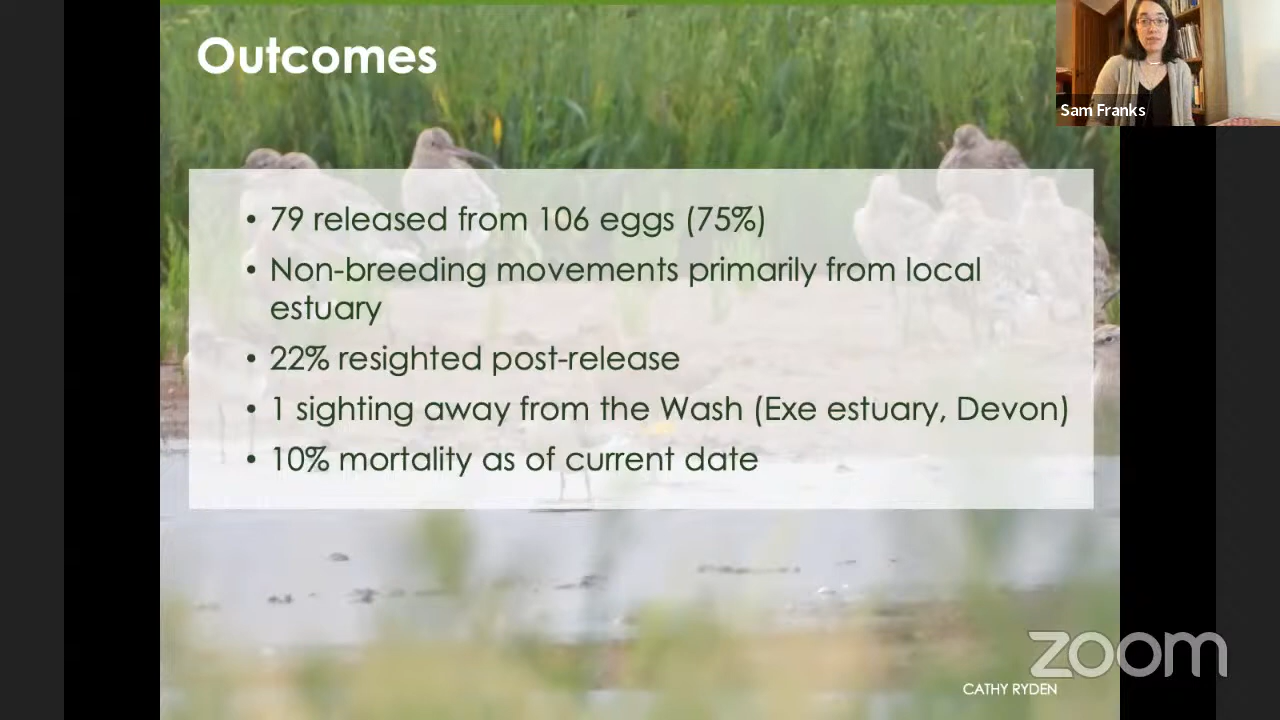 Outcomes
Sam Franks
• 79 released from 106 eggs (75%)
• Non-breeding movements primarily from local
estuary
• 22% resighted post-release
• 1 sighting away from the Wash (Exe estuary, Devon)
• 10% mortality as of current date
zoom
CATHY RYDEN